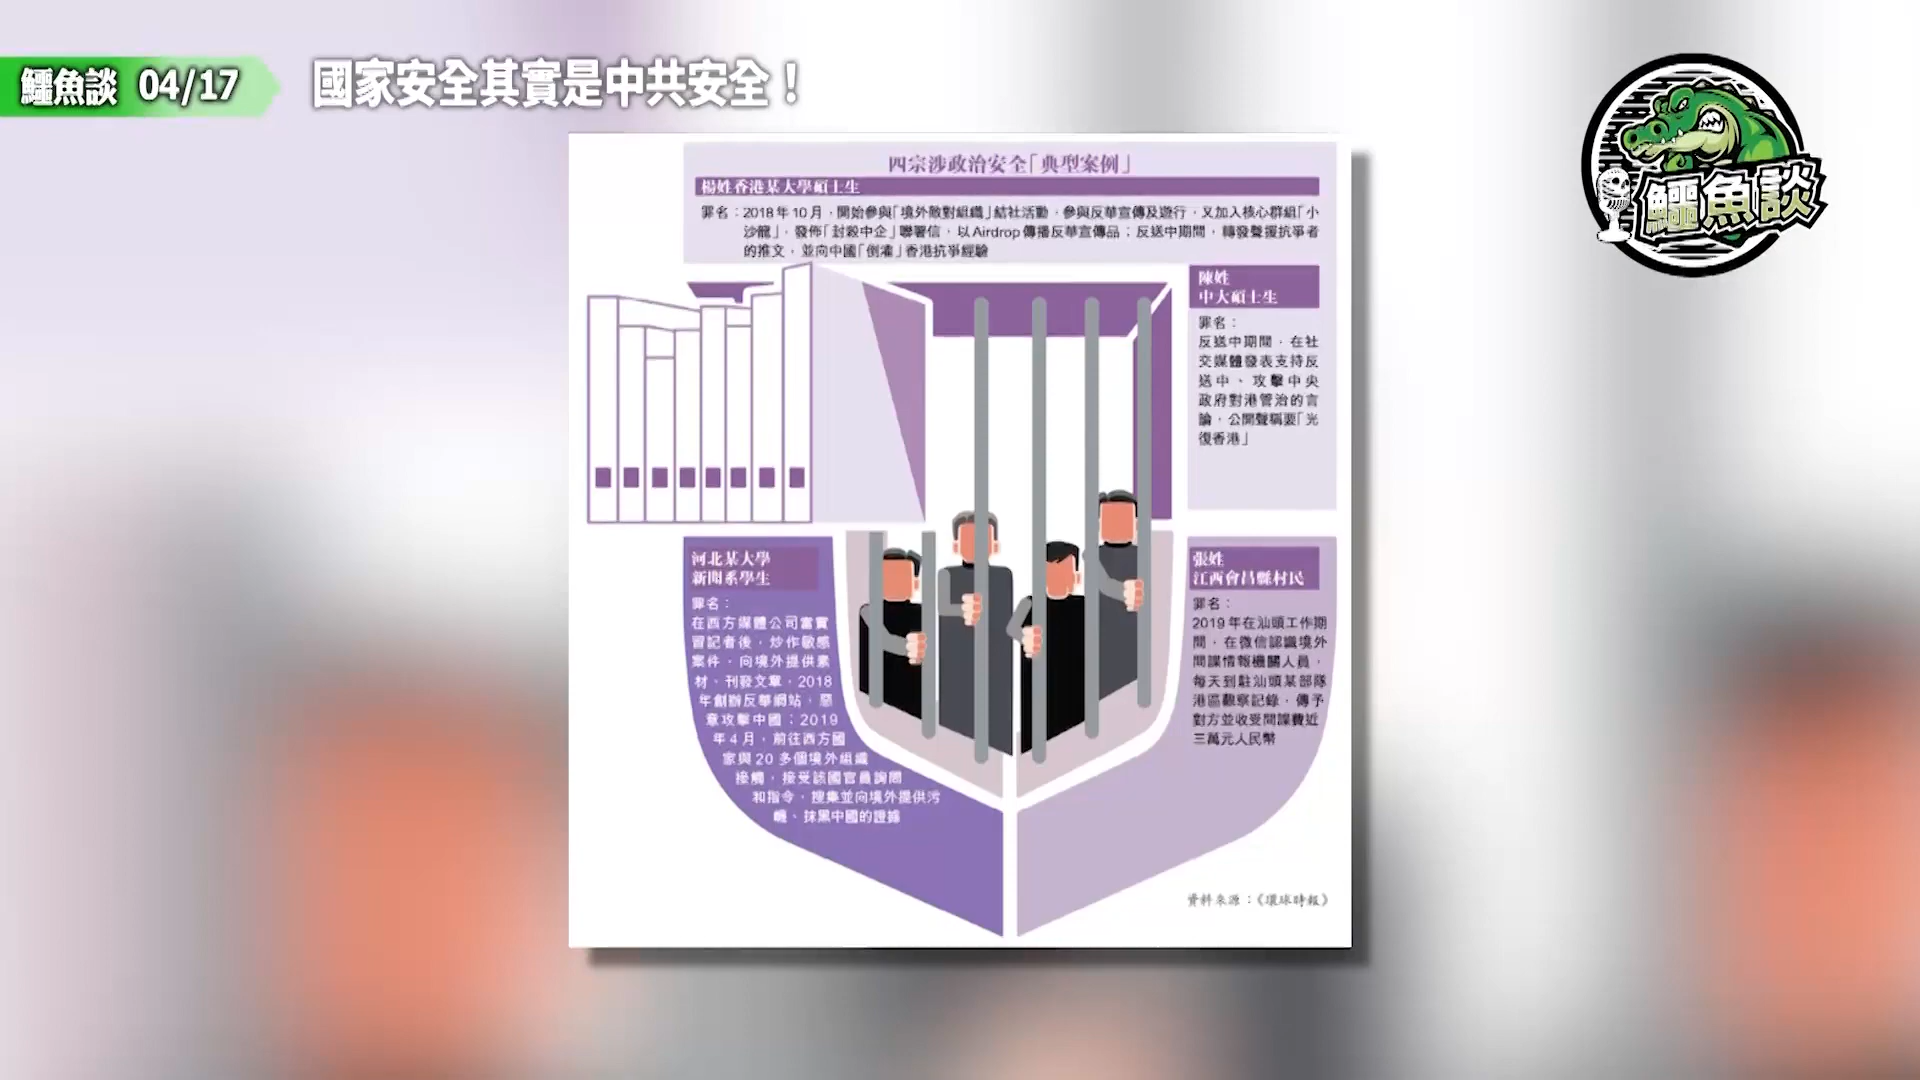 鱷魚談 04/17
國家安全其實是中共安全！
鱷魚談
四宗涉政治安全「典型案例」
楊姓香港某大學碩士生
罪名：2018年10月，開始參與「境外敵對組織」結社活動，參與反華宣傳及遊行，又加入核心群組「小
沙龍」，發佈「封殺中企」聯署信，以Airdrop傳播反華宣傳品；反送中期間，轉發聲援抗爭者
的推文，並向中國「倒灌」香港抗爭經驗
陳姓
中大碩士生
罪名：
反送中期間，在社
交媒體發表支持反
送中、攻擊中央
政府對港管治的言
論，公開聲稱要「光
復香港」
河北某大學
新聞系學生
罪名：
在西方媒體公司當實
習記者後，炒作敏感
案件，向境外提供素
材、刊發文章，2018
年創辦反華網站，惡
意攻擊中國；2019
年4月，前往西方國
家與20多個境外組織
接觸，接受該國官員詢問
和指令，搜集並向境外提供污
衊、抹黑中國的證據
張姓
江西會昌縣村民
罪名：
2019年在汕頭工作期
間，在微信認識境外
間諜情報機關人員，
每天到駐汕頭某部隊
港區觀察記錄，傳予
對方並收受間諜費近
三萬元人民幣
資料來源：《環球時報》